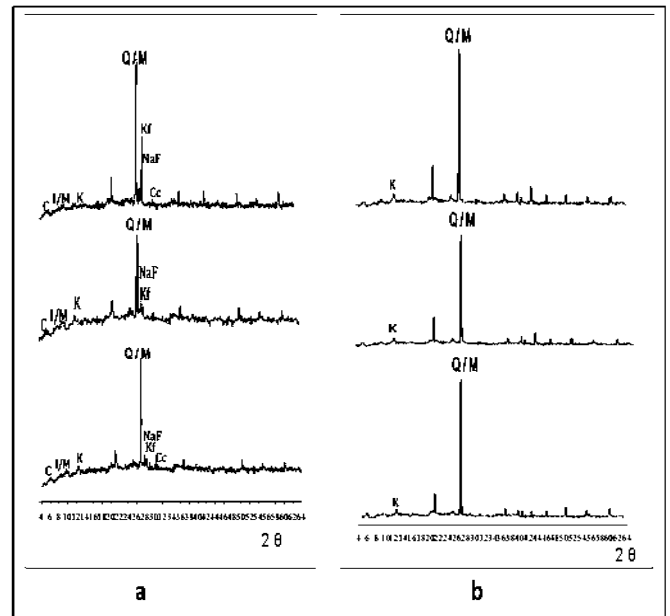 Q/M
Kf
NaF
Cc
C I/M K
Q/M
NaF
Kf
C I/M K
Q/M
NaF
Kf
Cc
C I/M K
2 θ
a
Q/M
K
Q/M
K
Q/M
K
2 θ
b